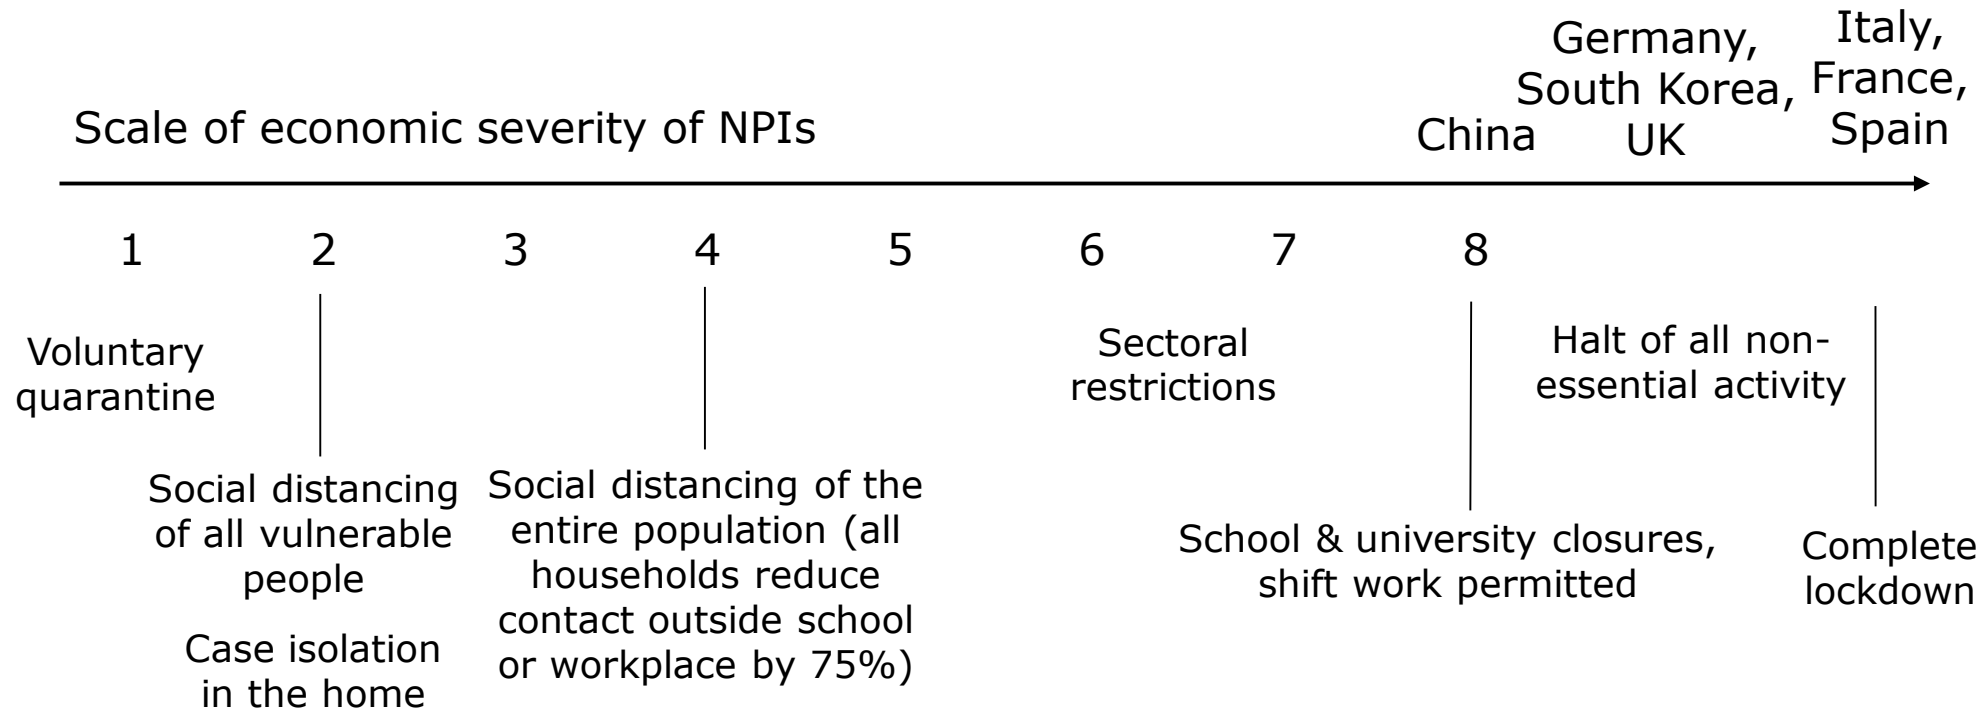 Scale of economic severity of NPIs
China
Germany,
South Korea,
UK
Italy,
France,
Spain
1 2 3 4 5 6 7 8
Voluntary
quarantine
Social distancing
of all vulnerable
people
Case isolation
in the home
Social distancing of the
entire population (all
households reduce
contact outside school
or workplace by 75%)
Sectoral
restrictions
School & university closures,
shift work permitted
Halt of all non-
essential activity
Complete
lockdown